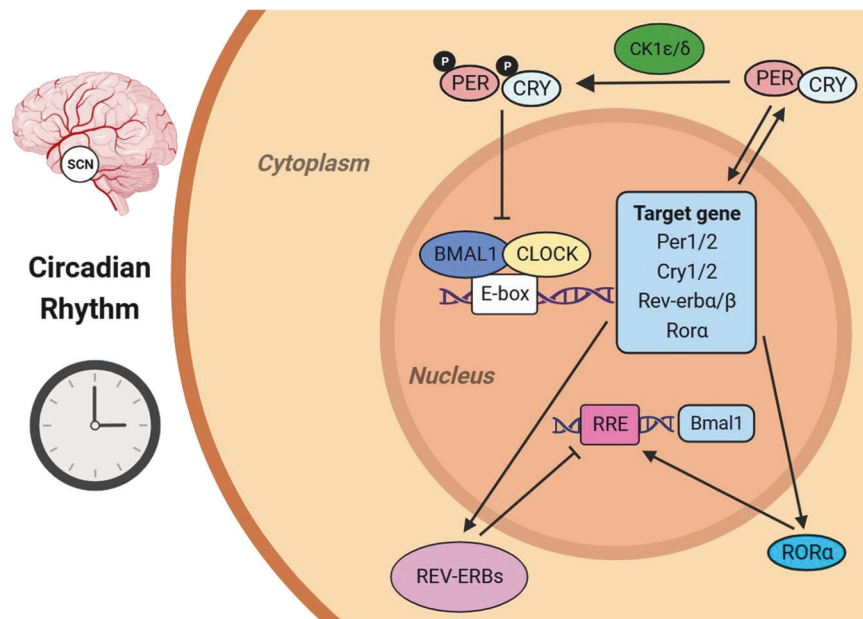 SCN
Circadian
Rhythm
Cytoplasm
P
PER
P
CRY
CK1ε/δ
PER
CRY
BMAL1
CLOCK
E-box
Target gene
Per1/2
Cry1/2
Rev-erbα/β
Rorα
Nucleus
RRE
Bmal1
REV-ERBs
RORα